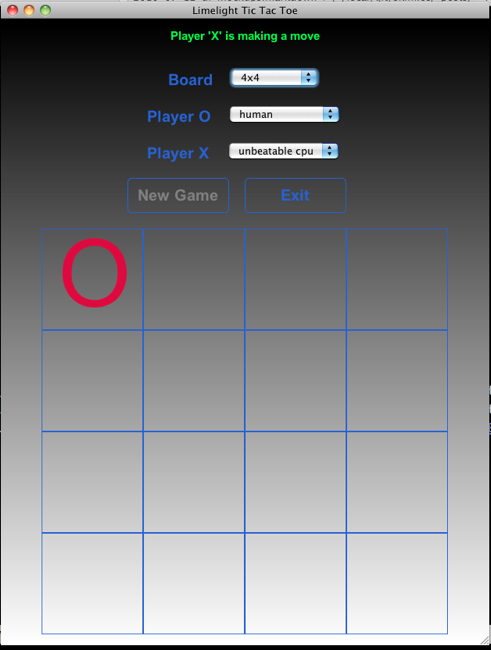 Limelight Tic Tac Toe
Player 'X' is making a move
Board 4x4
Player O human
Player X unbeatable cpu
New Game Exit
O